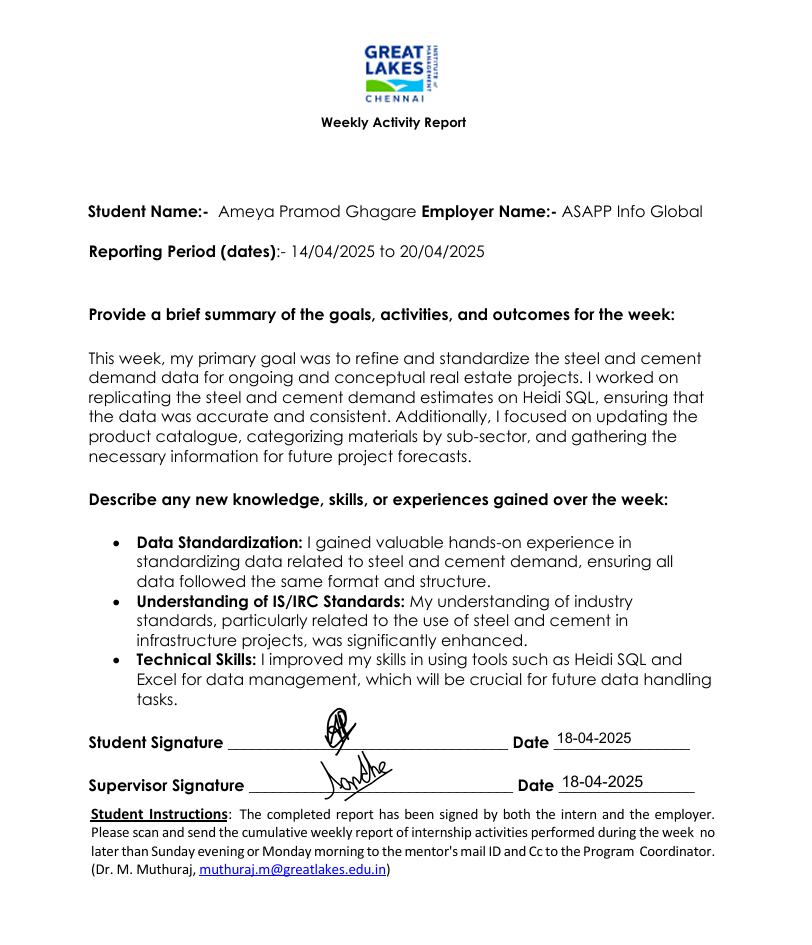 GREAT
LAKES
INSTITUTE of
MANAGEMENT
CHENNAI
Weekly Activity Report
Student Name:- Ameya Pramod Ghagare Employer Name:- ASAPP Info Global
Reporting Period (dates):- 14/04/2025 to 20/04/2025
Provide a brief summary of the goals, activities, and outcomes for the week:
This week, my primary goal was to refine and standardize the steel and cement
demand data for ongoing and conceptual real estate projects. I worked on
replicating the steel and cement demand estimates on Heidi SQL, ensuring that
the data was accurate and consistent. Additionally, I focused on updating the
product catalogue, categorizing materials by sub-sector, and gathering the
necessary information for future project forecasts.
Describe any new knowledge, skills, or experiences gained over the week:
• Data Standardization: I gained valuable hands-on experience in
standardizing data related to steel and cement demand, ensuring all
data followed the same format and structure.
• Understanding of IS/IRC Standards: My understanding of industry
standards, particularly related to the use of steel and cement in
infrastructure projects, was significantly enhanced.
• Technical Skills: I improved my skills in using tools such as Heidi SQL and
Excel for data management, which will be crucial for future data handling
tasks.
Student Signature ______ Date 18-04-2025
Supervisor Signature ______ Date 18-04-2025
Student Instructions: The completed report has been signed by both the intern and the employer.
Please scan and send the cumulative weekly report of internship activities performed during the week no
later than Sunday evening or Monday morning to the mentor's mail ID and Cc to the Program Coordinator.
(Dr. M. Muthuraj, muthuraj.m@greatlakes.edu.in)